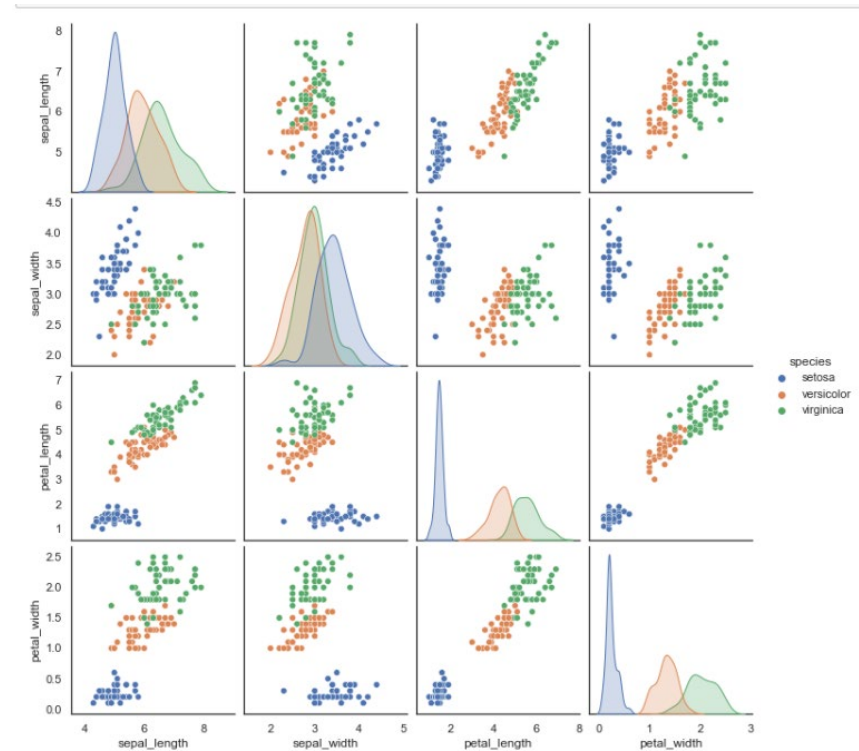 8
7
6
5
sepal_length
4.5
4.0
3.5
3.0
2.5
2.0
sepal_width
7
6
5
4
3
2
1
petal_length
2.5
2.0
1.5
1.0
0.5
0.0
petal_width
4 6 8
sepal_length
2 3 4 5
sepal_width
2 4 6 8
petal_length
0 1 2 3
petal_width
species
setosa
versicolor
virginica